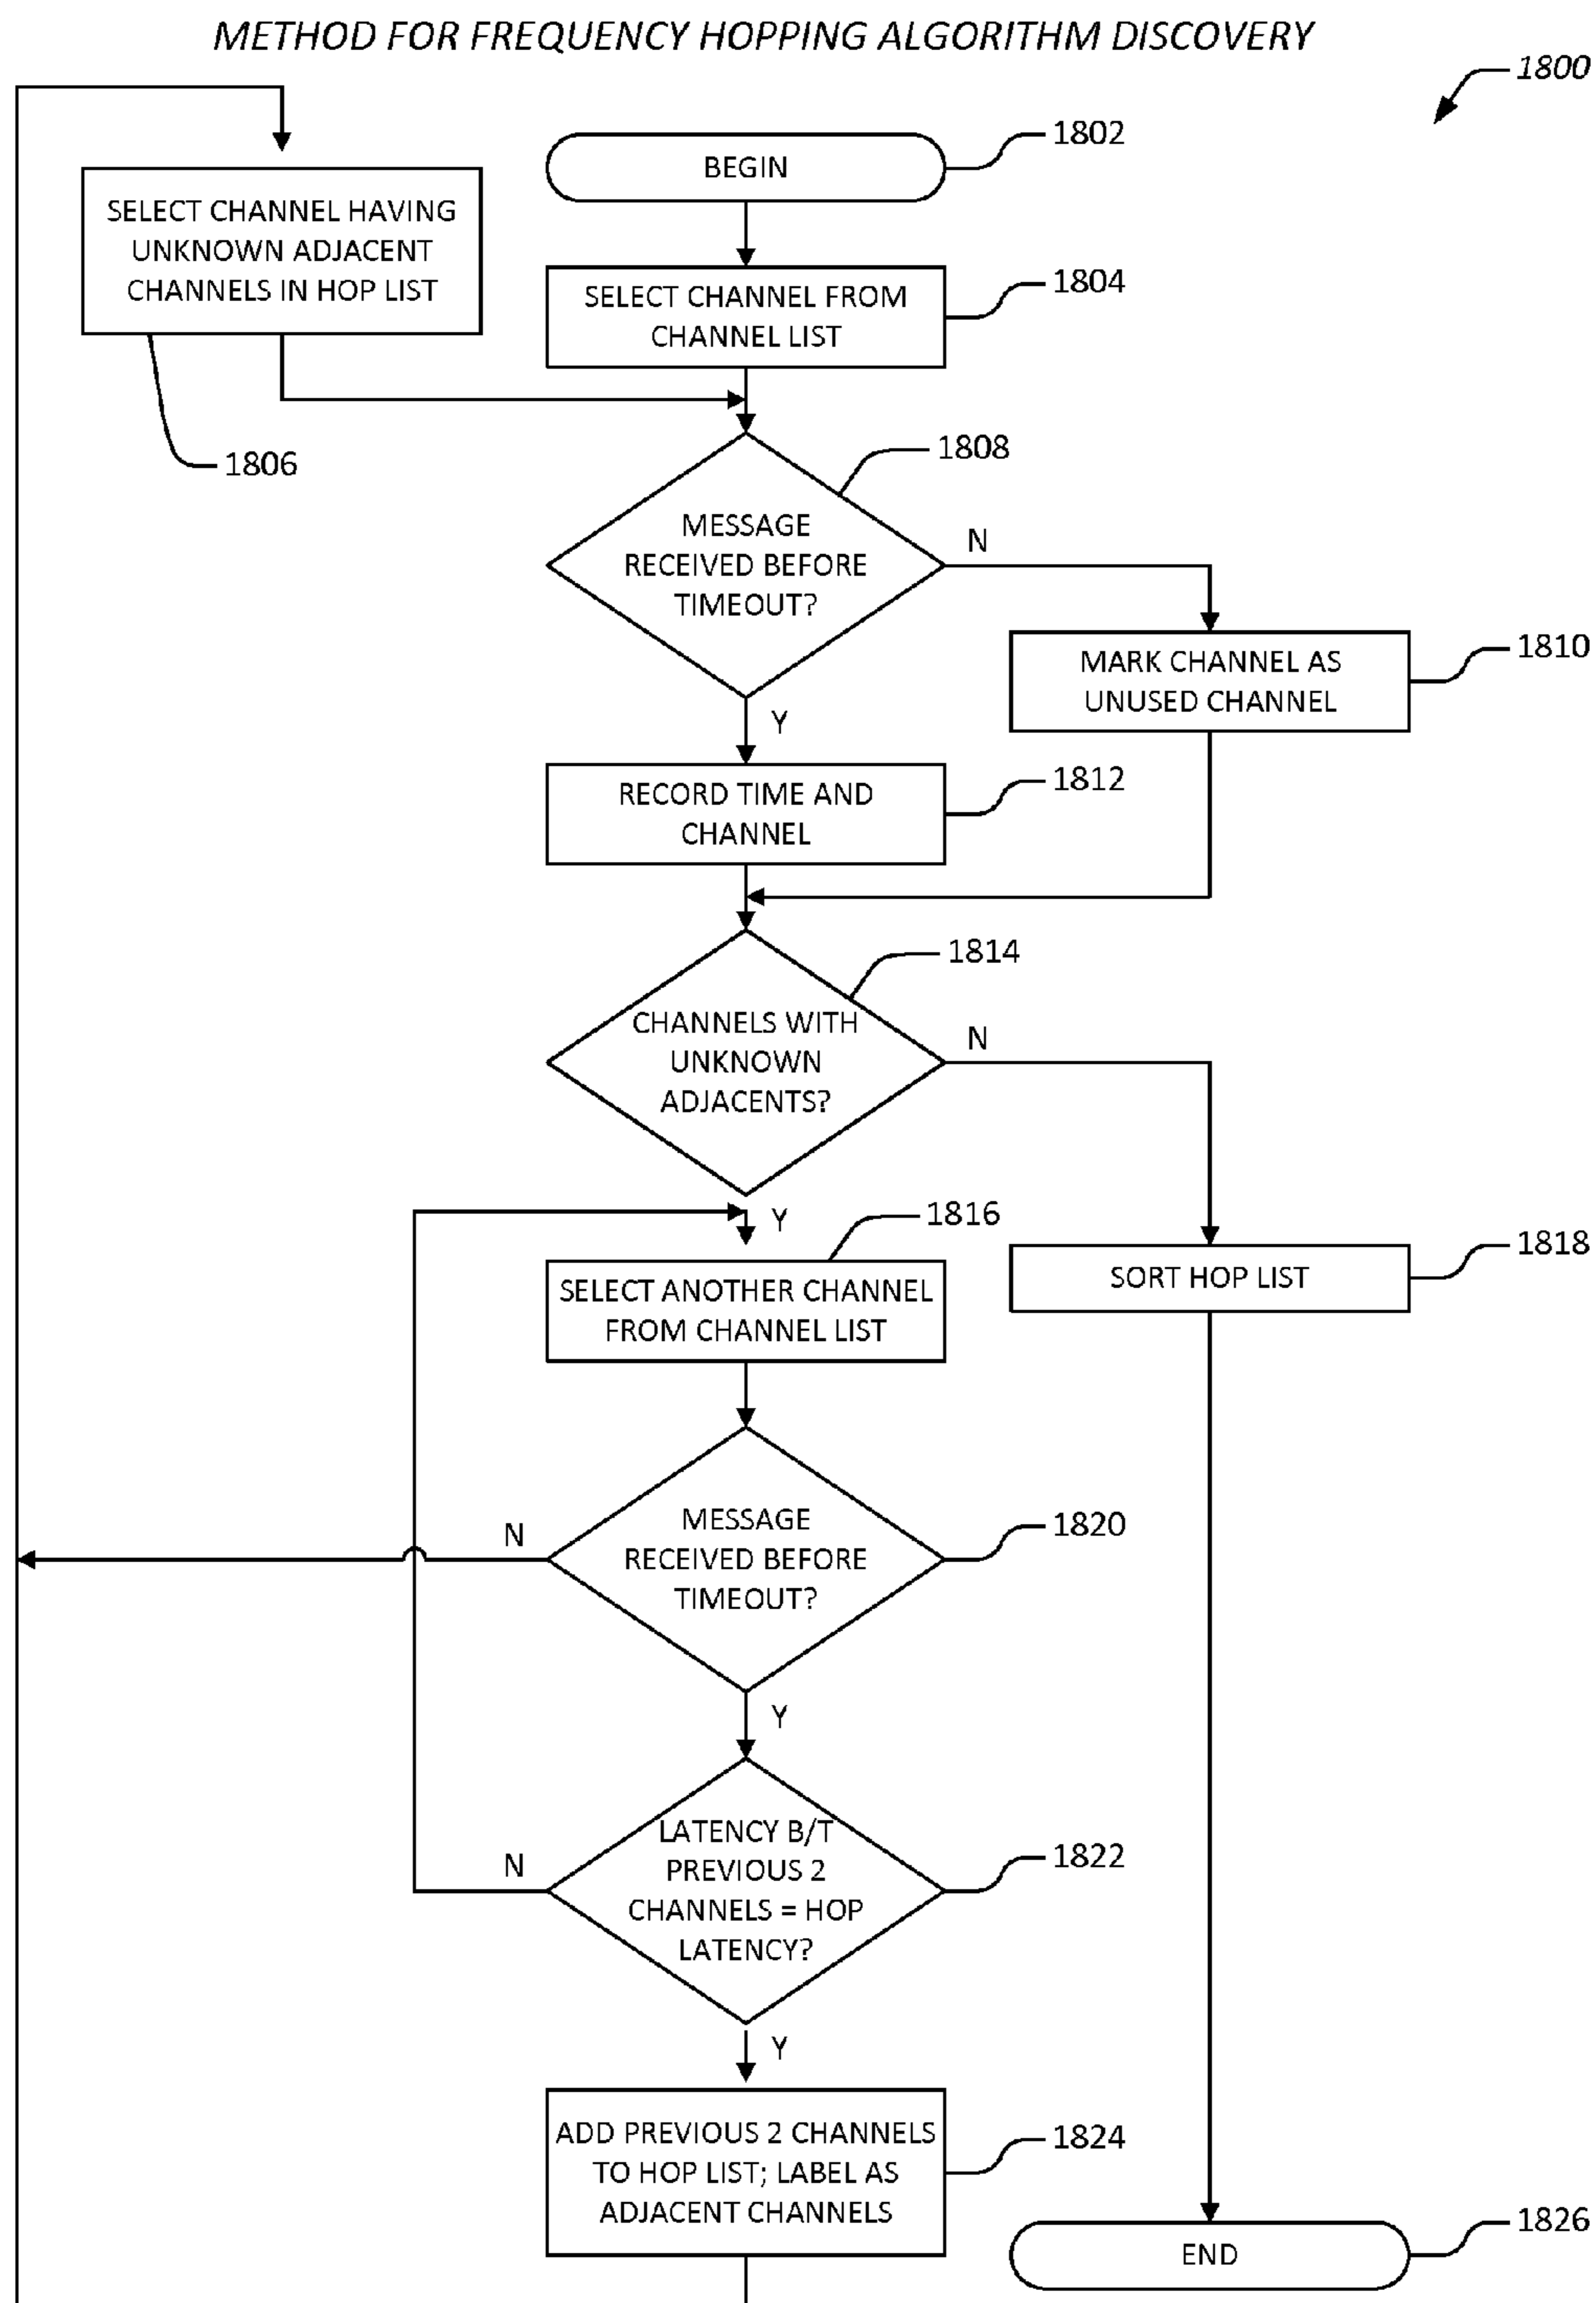 METHOD FOR FREQUENCY HOPPING ALGORITHM DISCOVERY
1800
BEGIN
1802
SELECT CHANNEL HAVING
UNKNOWN ADJACENT
CHANNELS IN HOP LIST
1806
SELECT CHANNEL FROM
CHANNEL LIST
1804
MESSAGE
RECEIVED BEFORE
TIMEOUT?
1808
N
Y
MARK CHANNEL AS
UNUSED CHANNEL
1810
RECORD TIME AND
CHANNEL
1812
CHANNELS WITH
UNKNOWN
ADJACENTS?
1814
N
Y
SELECT ANOTHER CHANNEL
FROM CHANNEL LIST
1816
SORT HOP LIST
1818
MESSAGE
RECEIVED BEFORE
TIMEOUT?
1820
N
Y
LATENCY B/T
PREVIOUS 2
CHANNELS = HOP
LATENCY?
1822
N
Y
ADD PREVIOUS 2 CHANNELS
TO HOP LIST; LABEL AS
ADJACENT CHANNELS
1824
END
1826